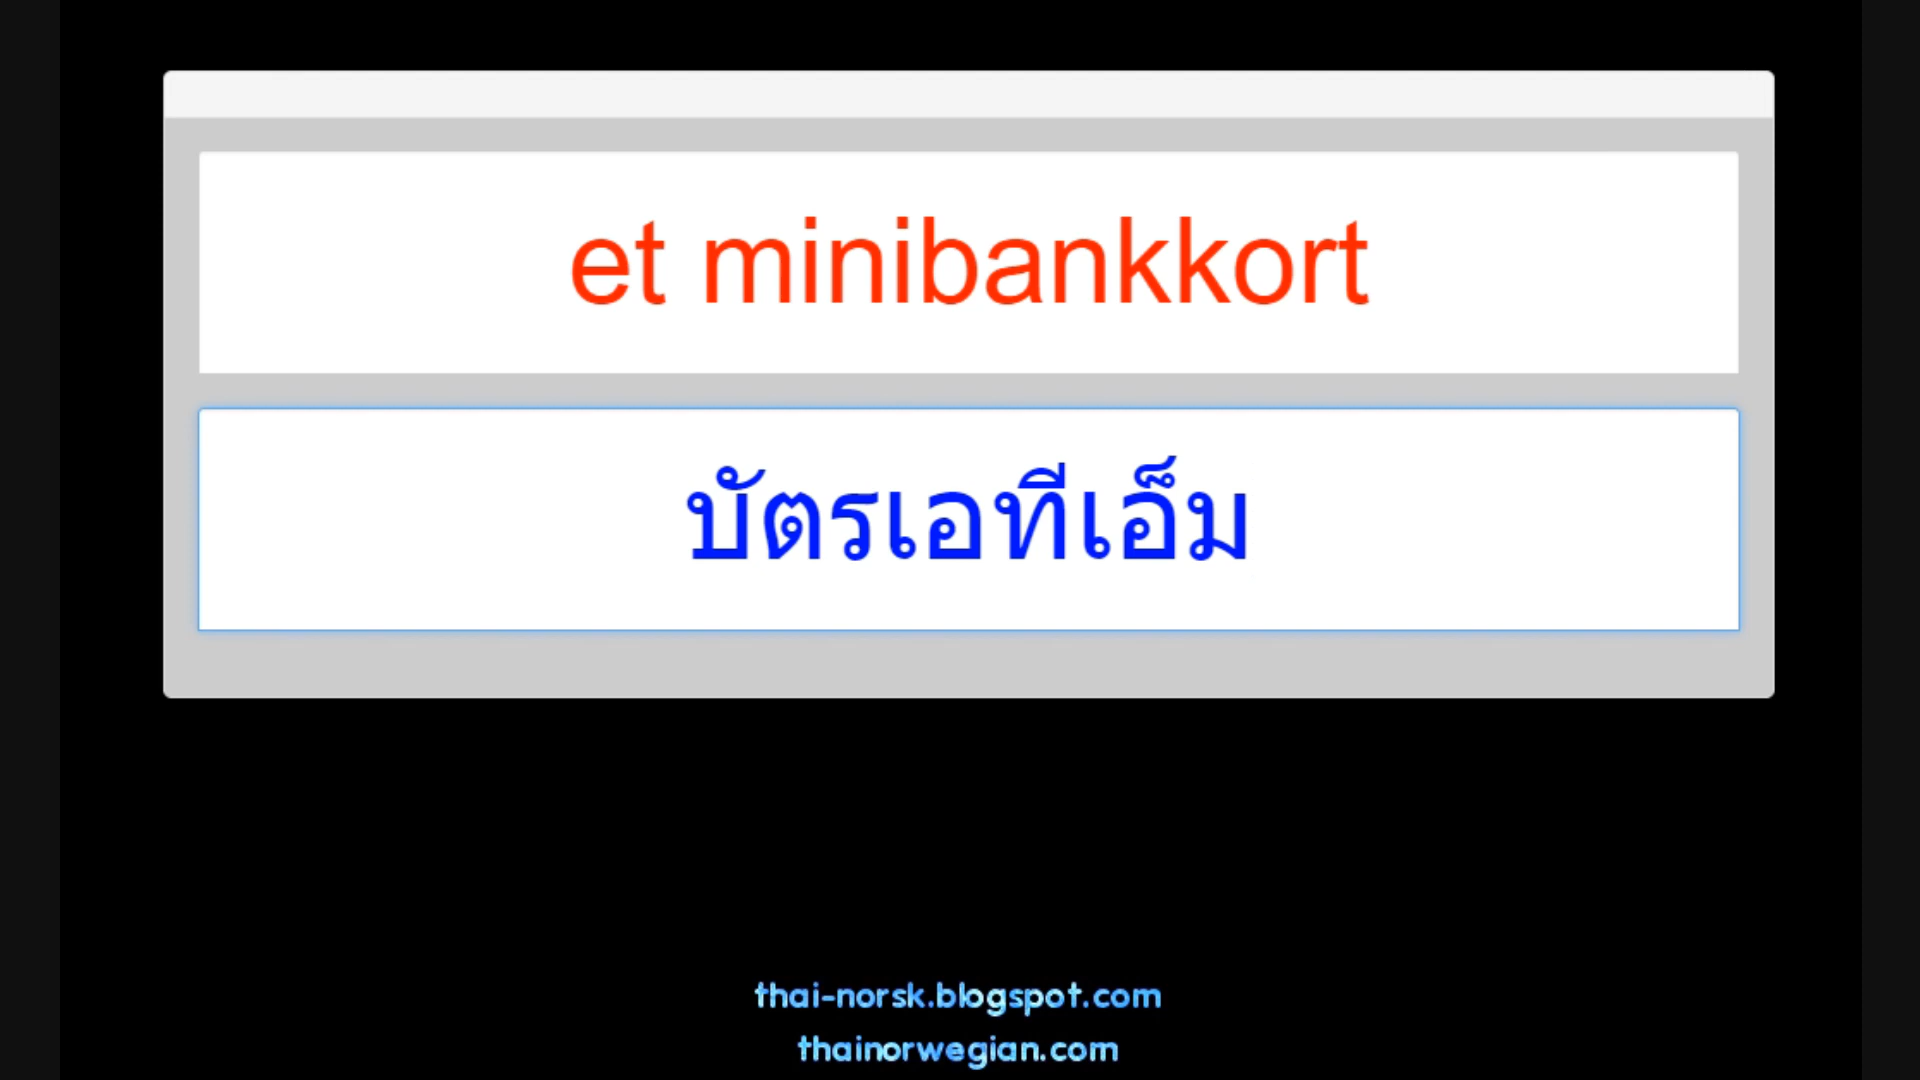 et minibankkort
บัตรเอทีเอ็ม
thai-norsk.blogspot.com
thainorwegian.com